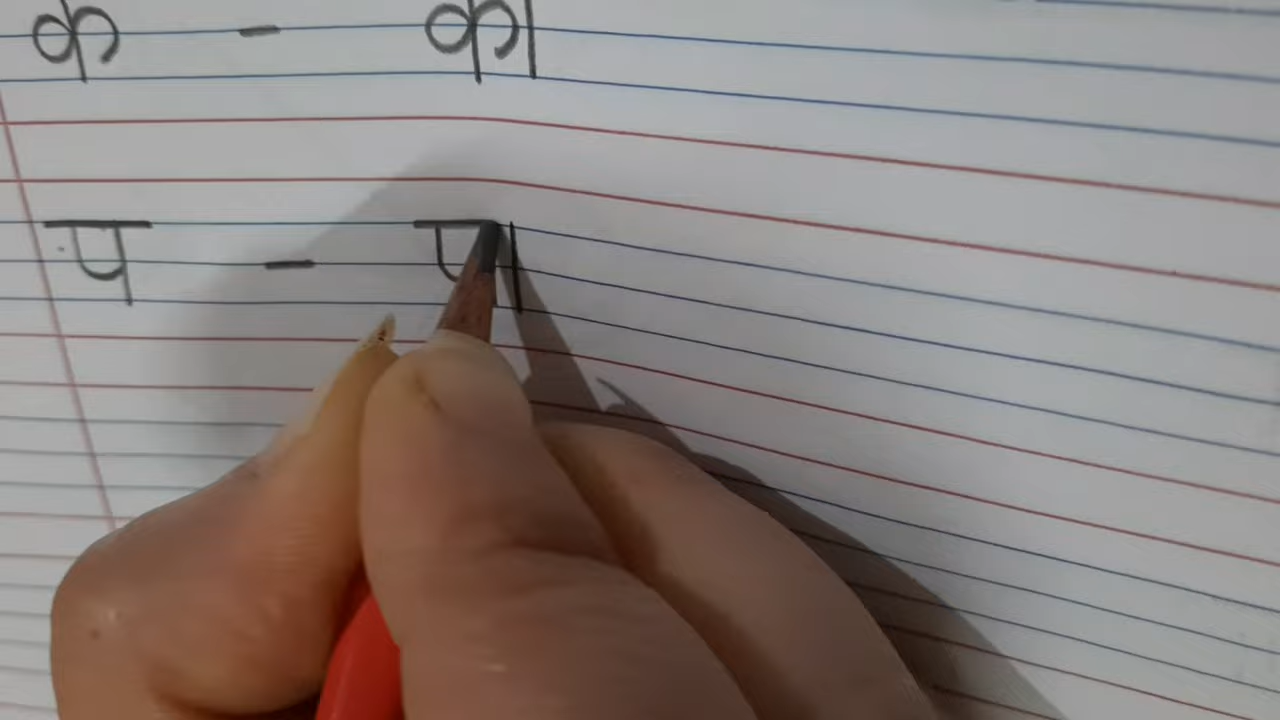 क - का
प - पा